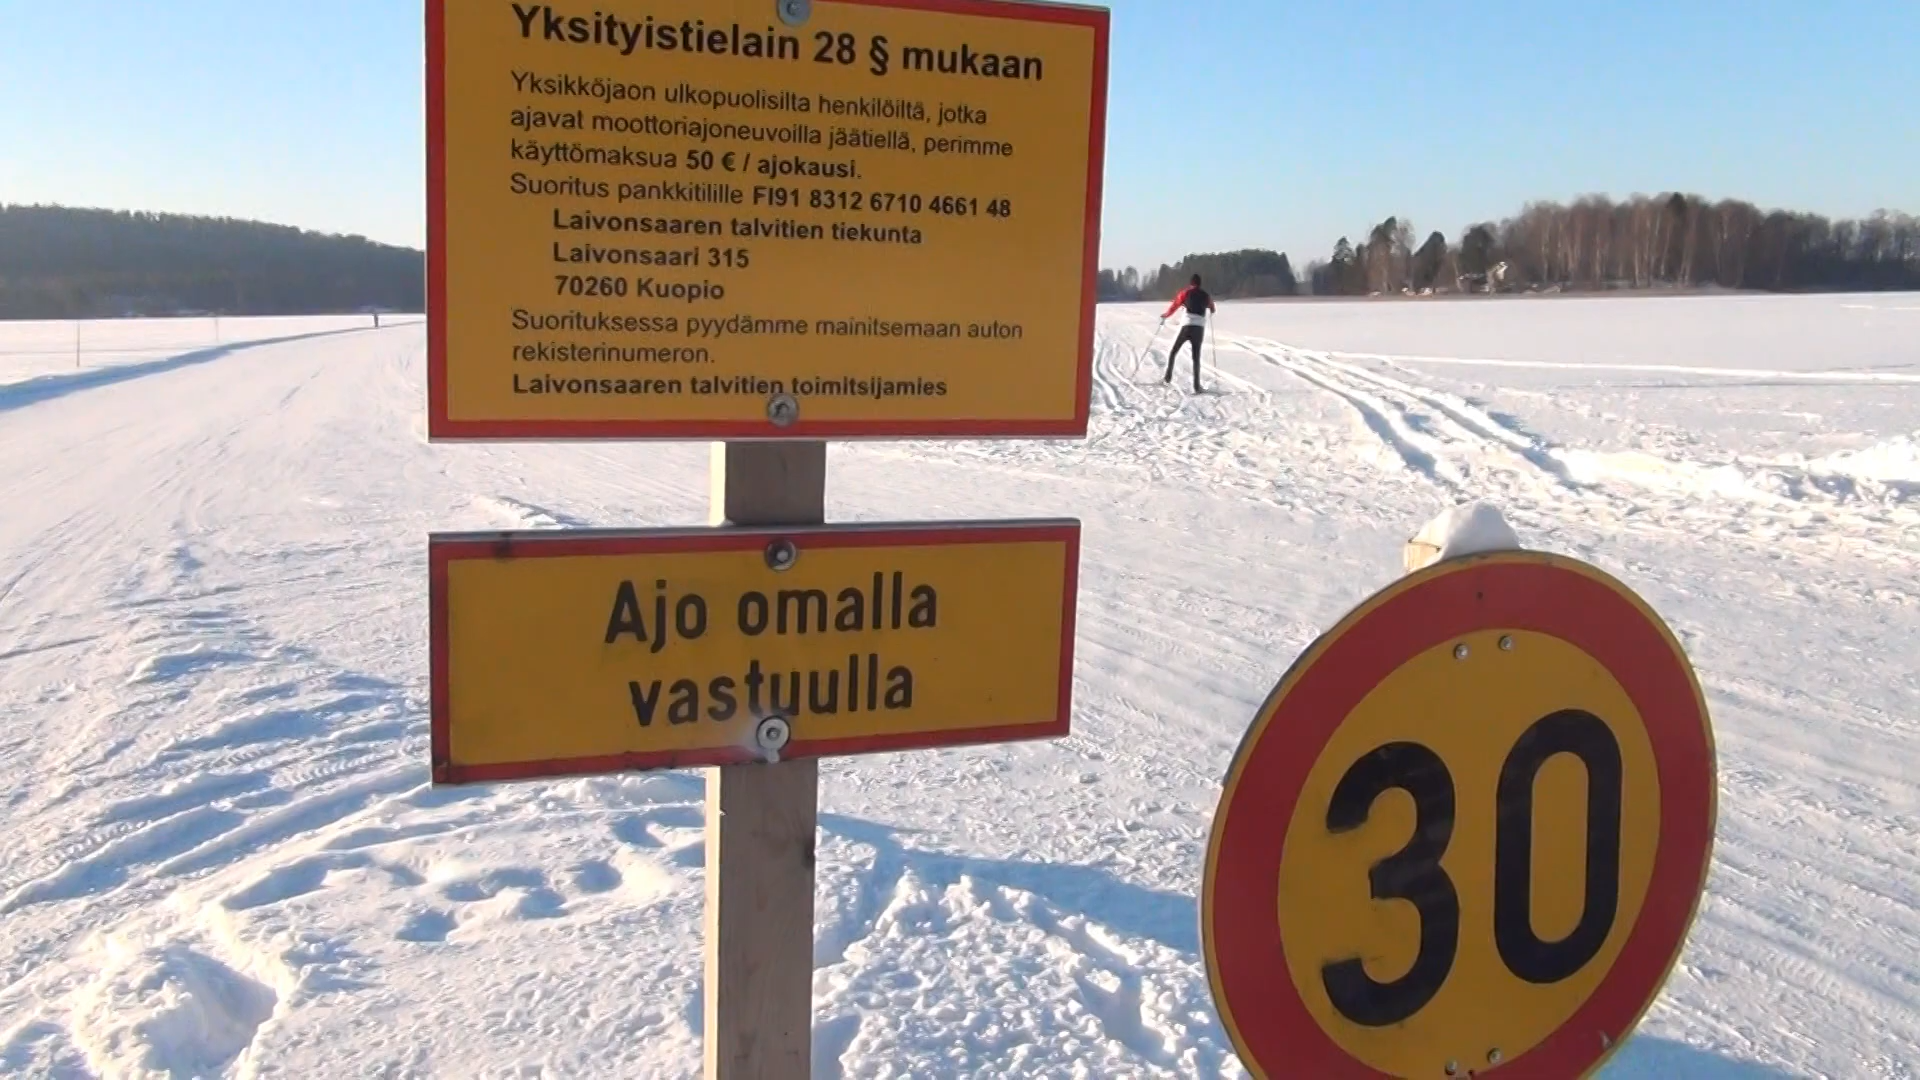 Yksityistielain 28 § mukaan
Yksikköjaon ulkopuolisilta henkilöiltä, jotka
ajavat moottoriajoneuvoilla jäätiellä, perimme
käyttömaksua 50 € / ajokausi.
Suoritus pankkitilille FI91 8312 6710 4661 48
Laivonsaaren talvitien tiekunta
Laivonsaari 315
70260 Kuopio
Suorituksessa pyydämme mainitsemaan auton
rekisterinumeron.
Laivonsaaren talvitien toimitsijamies
Ajo omalla
vastuulla
30